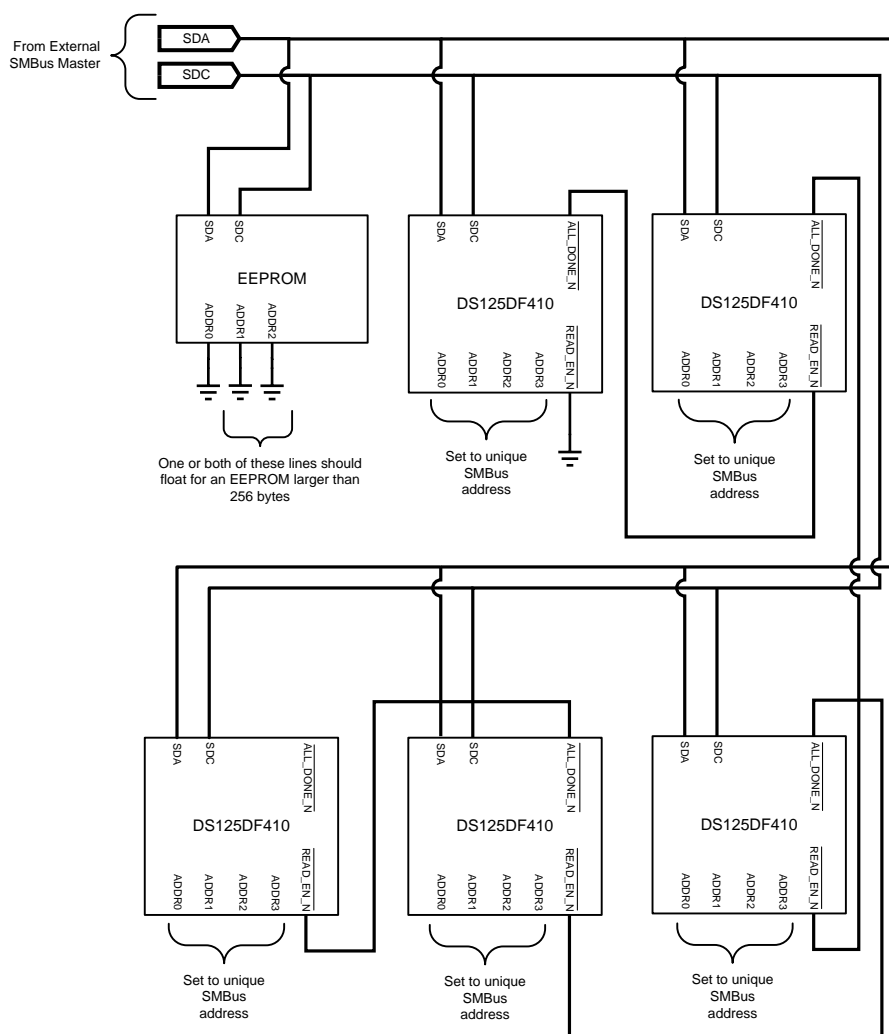 From External
SMBus Master
SDA
SDC
SDA
SDC
EEPROM
ADDR0
ADDR1
ADDR2
One or both of these lines should
float for an EEPROM larger than
256 bytes
SDA
SDC
ALL_DONE_N
DS125DF410
ADDR0
ADDR1
ADDR2
ADDR3
READ_EN_N
Set to unique
SMBus
address
SDA
SDC
ALL_DONE_N
DS125DF410
ADDR0
ADDR1
ADDR2
ADDR3
READ_EN_N
Set to unique
SMBus
address
SDA
SDC
ALL_DONE_N
DS125DF410
ADDR0
ADDR1
ADDR2
ADDR3
READ_EN_N
Set to unique
SMBus
address
SDA
SDC
ALL_DONE_N
DS125DF410
ADDR0
ADDR1
ADDR2
ADDR3
READ_EN_N
Set to unique
SMBus
address
SDA
SDC
ALL_DONE_N
DS125DF410
ADDR0
ADDR1
ADDR2
ADDR3
READ_EN_N
Set to unique
SMBus
address